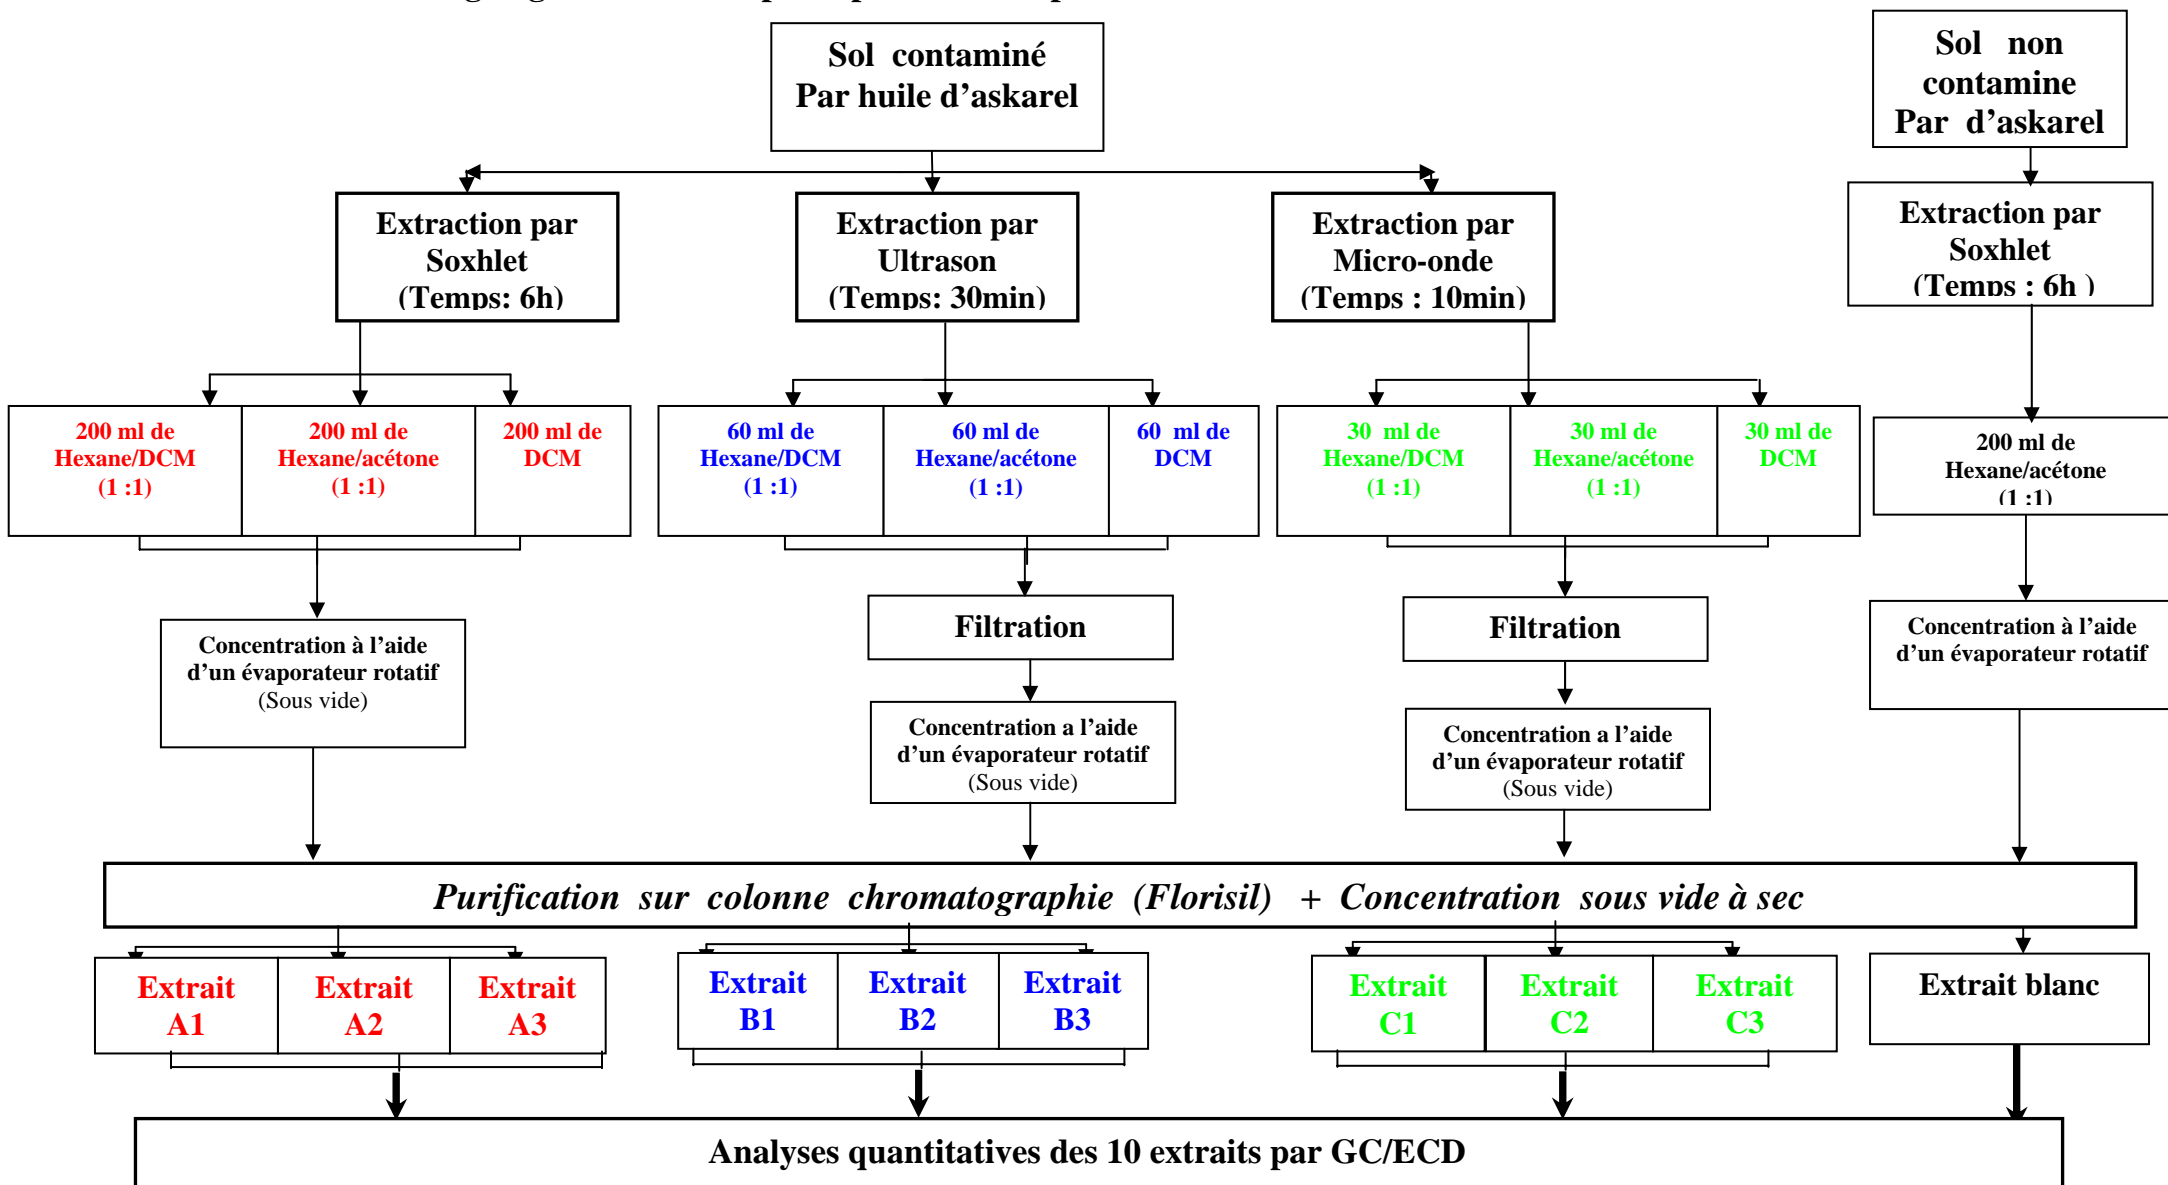 Sol contaminé
Par huile d'askarel
Sol non
contamine
Par d'askarel
Extraction par
Soxhlet
(Temps: 6h)
Extraction par
Ultrason
(Temps: 30min)
Extraction par
Micro-onde
(Temps : 10min)
Extraction par
Soxhlet
(Temps : 6h )
200 ml de
Hexane/DCM
(1 :1)
200 ml de
Hexane/acétone
(1 :1)
200 ml de
DCM
60 ml de
Hexane/DCM
(1 :1)
60 ml de
Hexane/acétone
(1 :1)
60 ml de
DCM
30 ml de
Hexane/DCM
(1 :1)
30 ml de
Hexane/acétone
(1 :1)
30 ml de
DCM
200 ml de
Hexane/acétone
(1 :1)
Concentration à l'aide
d'un évaporateur rotatif
(Sous vide)
Filtration
Concentration a l'aide
d'un évaporateur rotatif
(Sous vide)
Filtration
Concentration a l'aide
d'un évaporateur rotatif
(Sous vide)
Concentration à l'aide
d'un évaporateur rotatif
Purification sur colonne chromatographie (Florisil) + Concentration sous vide à sec
Extrait
A1
Extrait
A2
Extrait
A3
Extrait
B1
Extrait
B2
Extrait
B3
Extrait
C1
Extrait
C2
Extrait
C3
Extrait blanc
Analyses quantitatives des 10 extraits par GC/ECD